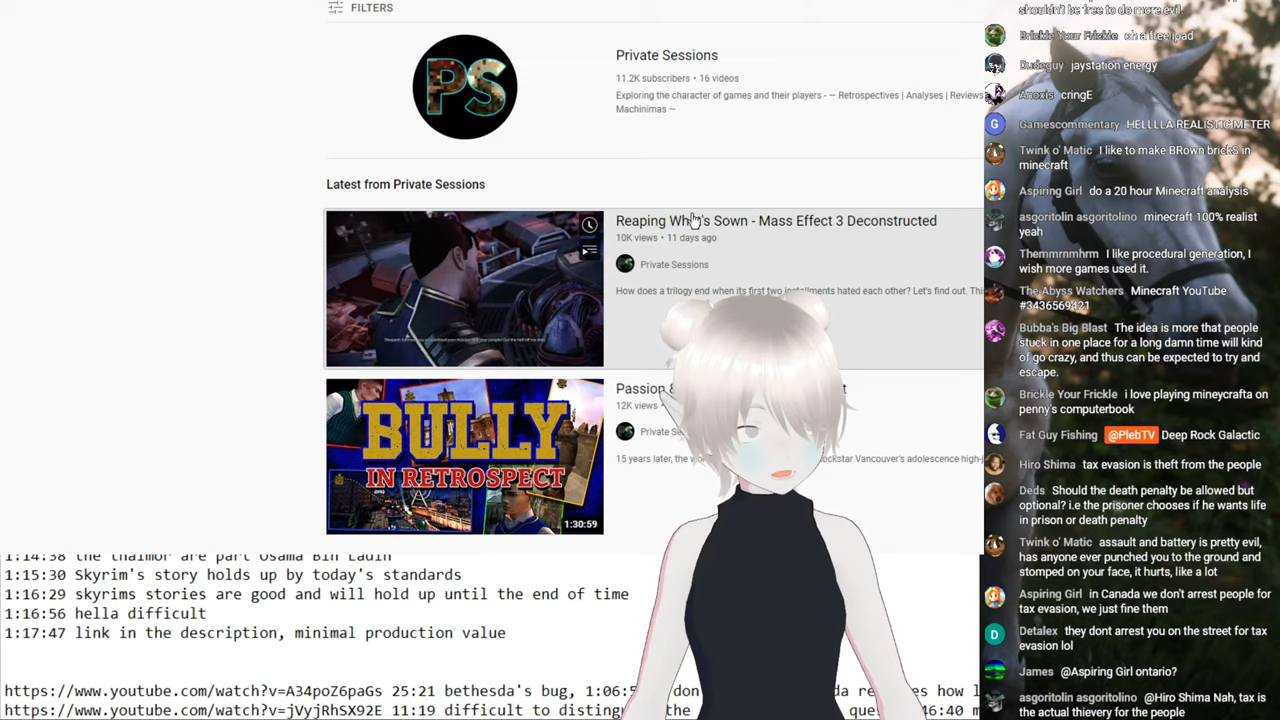 FILTERS
PS
Private Sessions
11.2K subscribers • 16 videos
Exploring the character of games and their players - — Retrospectives | Analyses | Reviews
Machinimas —
Latest from Private Sessions
Reaping What's Sown - Mass Effect 3 Deconstructed
10K views • 11 days ago
Private Sessions
How does a trilogy end when its first two installments hated each other? Let's find out.
BULLY
IN RETROSPECT
1:30:59
Passion
12K views •
Private
15 years later, the
Rockstar Vancouver's adolescence
1:14:38 the thalmor are part Osama Bin Ladin
1:15:30 Skyrim's story holds up by today's standards
1:16:29 skyrims stories are good and will hold up until the end of time
1:16:56 hella difficult
1:17:47 link in the description, minimal production value
https://www.youtube.com/watch?v=A34poZ6paGs 25:21 bethesda's bug,
11:19 difficult to distinguish the
shouldn't be free to do more evil
Brickle Your Frickle oh a free load
Dudeguy jaystation energy
Anoxis cringE
G Gamescommentary HELLLLA REALISTIC METER
Twink o' Matic I like to make BRown brickS in
minecraft
Aspiring Girl do a 20 hour Minecraft analysis
asgoritolin asgoritolino minecraft 100% realist
yeah
Themmrnmhrm I like procedural generation, I
wish more games used it.
The Abyss Watchers Minecraft YouTube
#3436569421
Bubba's Big Blast The idea is more that people
stuck in one place for a long damn time will kind
of go crazy, and thus can be expected to try and
escape.
Brickle Your Frickle i love playing mineycrafta on
penny's computerbook
Fat Guy Fishing @PlebTV Deep Rock Galactic
Hiro Shima tax evasion is theft from the people
Deds Should the death penalty be allowed but
optional? i.e the prisoner chooses if he wants life
in prison or death penalty
Twink o' Matic assault and battery is pretty evil,
has anyone ever punched you to the ground and
stomped on your face, it hurts, like a lot
Aspiring Girl in Canada we don't arrest people for
tax evasion, we just fine them
D Detalex they dont arrest you on the street for tax
evasion lol
James @Aspiring Girl ontario?
asgoritolin asgoritolino @Hiro Shima Nah, tax is
the actual thievery for the people